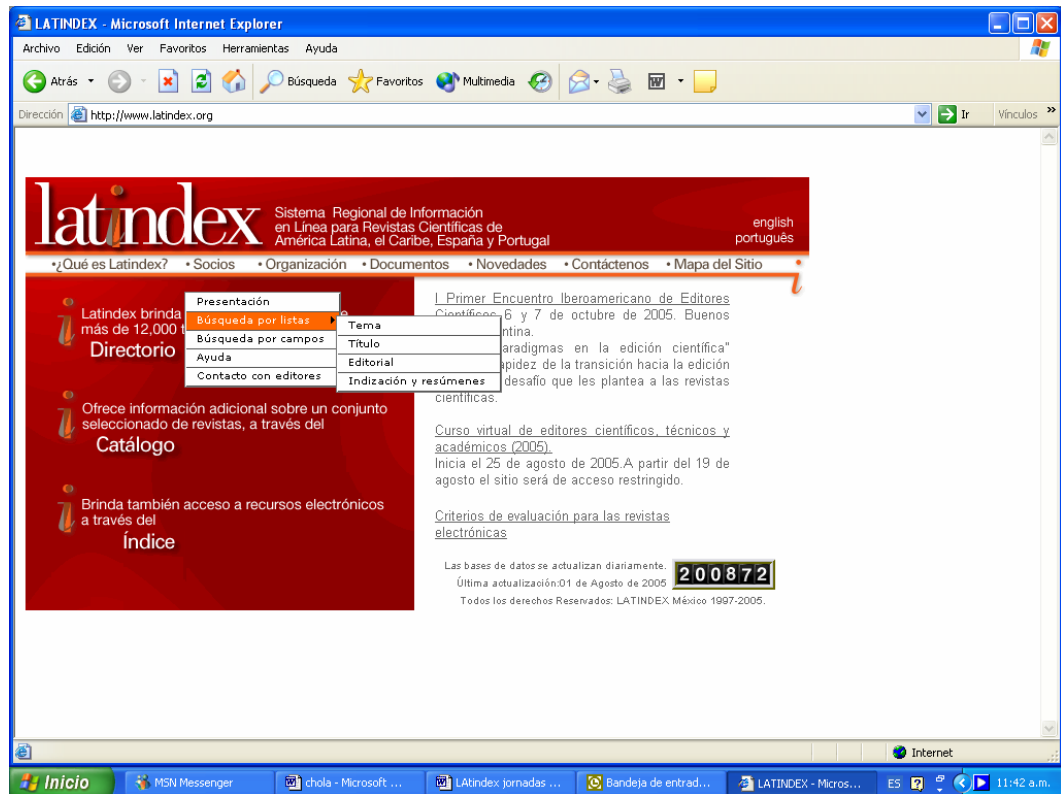 LATINDEX - Microsoft Internet Explorer
Archivo Edición Ver Favoritos Herramientas Ayuda
Atrás Búsqueda Favoritos Multimedia
Dirección http://www.latindex.org Ir Vínculos »
latindex
Sistema Regional de Información
en Línea para Revistas Científicas de
América Latina, el Caribe, España y Portugal
english
português
•¿Qué es Latindex? •Socios •Organización •Documentos •Novedades •Contáctenos •Mapa del Sitio
Latindex brinda
más de 12,000 t
Directorio
Presentación
Búsqueda por listas
Búsqueda por campos
Ayuda
Contacto con editores
Tema
Título
Editorial
Indización y resúmenes
Ofrece información adicional sobre un conjunto
seleccionado de revistas, a través del
Catálogo
Brinda también acceso a recursos electrónicos
a través del
Índice
I Primer Encuentro Iberoamericano de Editores
Científicos 6 y 7 de octubre de 2005. Buenos
ntina.
aradigmas en la edición científica"
apidez de la transición hacia la edición
desafío que les plantea a las revistas
científicas.
Curso virtual de editores científicos, técnicos y
académicos (2005).
Inicia el 25 de agosto de 2005.A partir del 19 de
agosto el sitio será de acceso restringido.
Criterios de evaluación para las revistas
electrónicas
Las bases de datos se actualizan diariamente.
Última actualización:01 de Agosto de 2005
200872
Todos los derechos Reservados: LATINDEX México 1997-2005.
Internet
Inicio MSN Messenger chola - Microsoft ... LAtindex jornadas ... Bandeja de entrad... LATINDEX - Micros... ES 11:42 a.m.